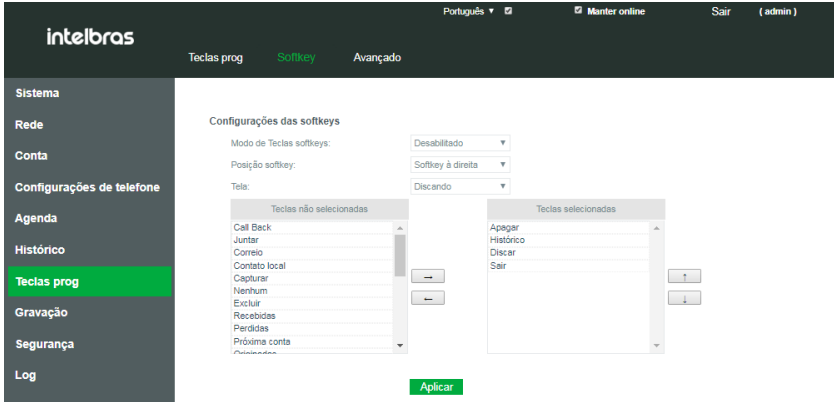 Português Manter online Sair ( admin )
intelbras
Teclas prog Softkey Avançado
Sistema
Rede
Conta
Configurações de telefone
Agenda
Histórico
Teclas prog
Gravação
Segurança
Log
Configurações das softkeys
Modo de Teclas softkeys: Desabilitado
Posição softkey: Softkey à direita
Tela: Discando
Teclas não selecionadas
Call Back
Juntar
Correio
Contato local
Capturar
Nenhum
Excluir
Recebidas
Perdidas
Próxima conta
Originadas
Teclas selecionadas
Apagar
Histórico
Discar
Sair
Aplicar